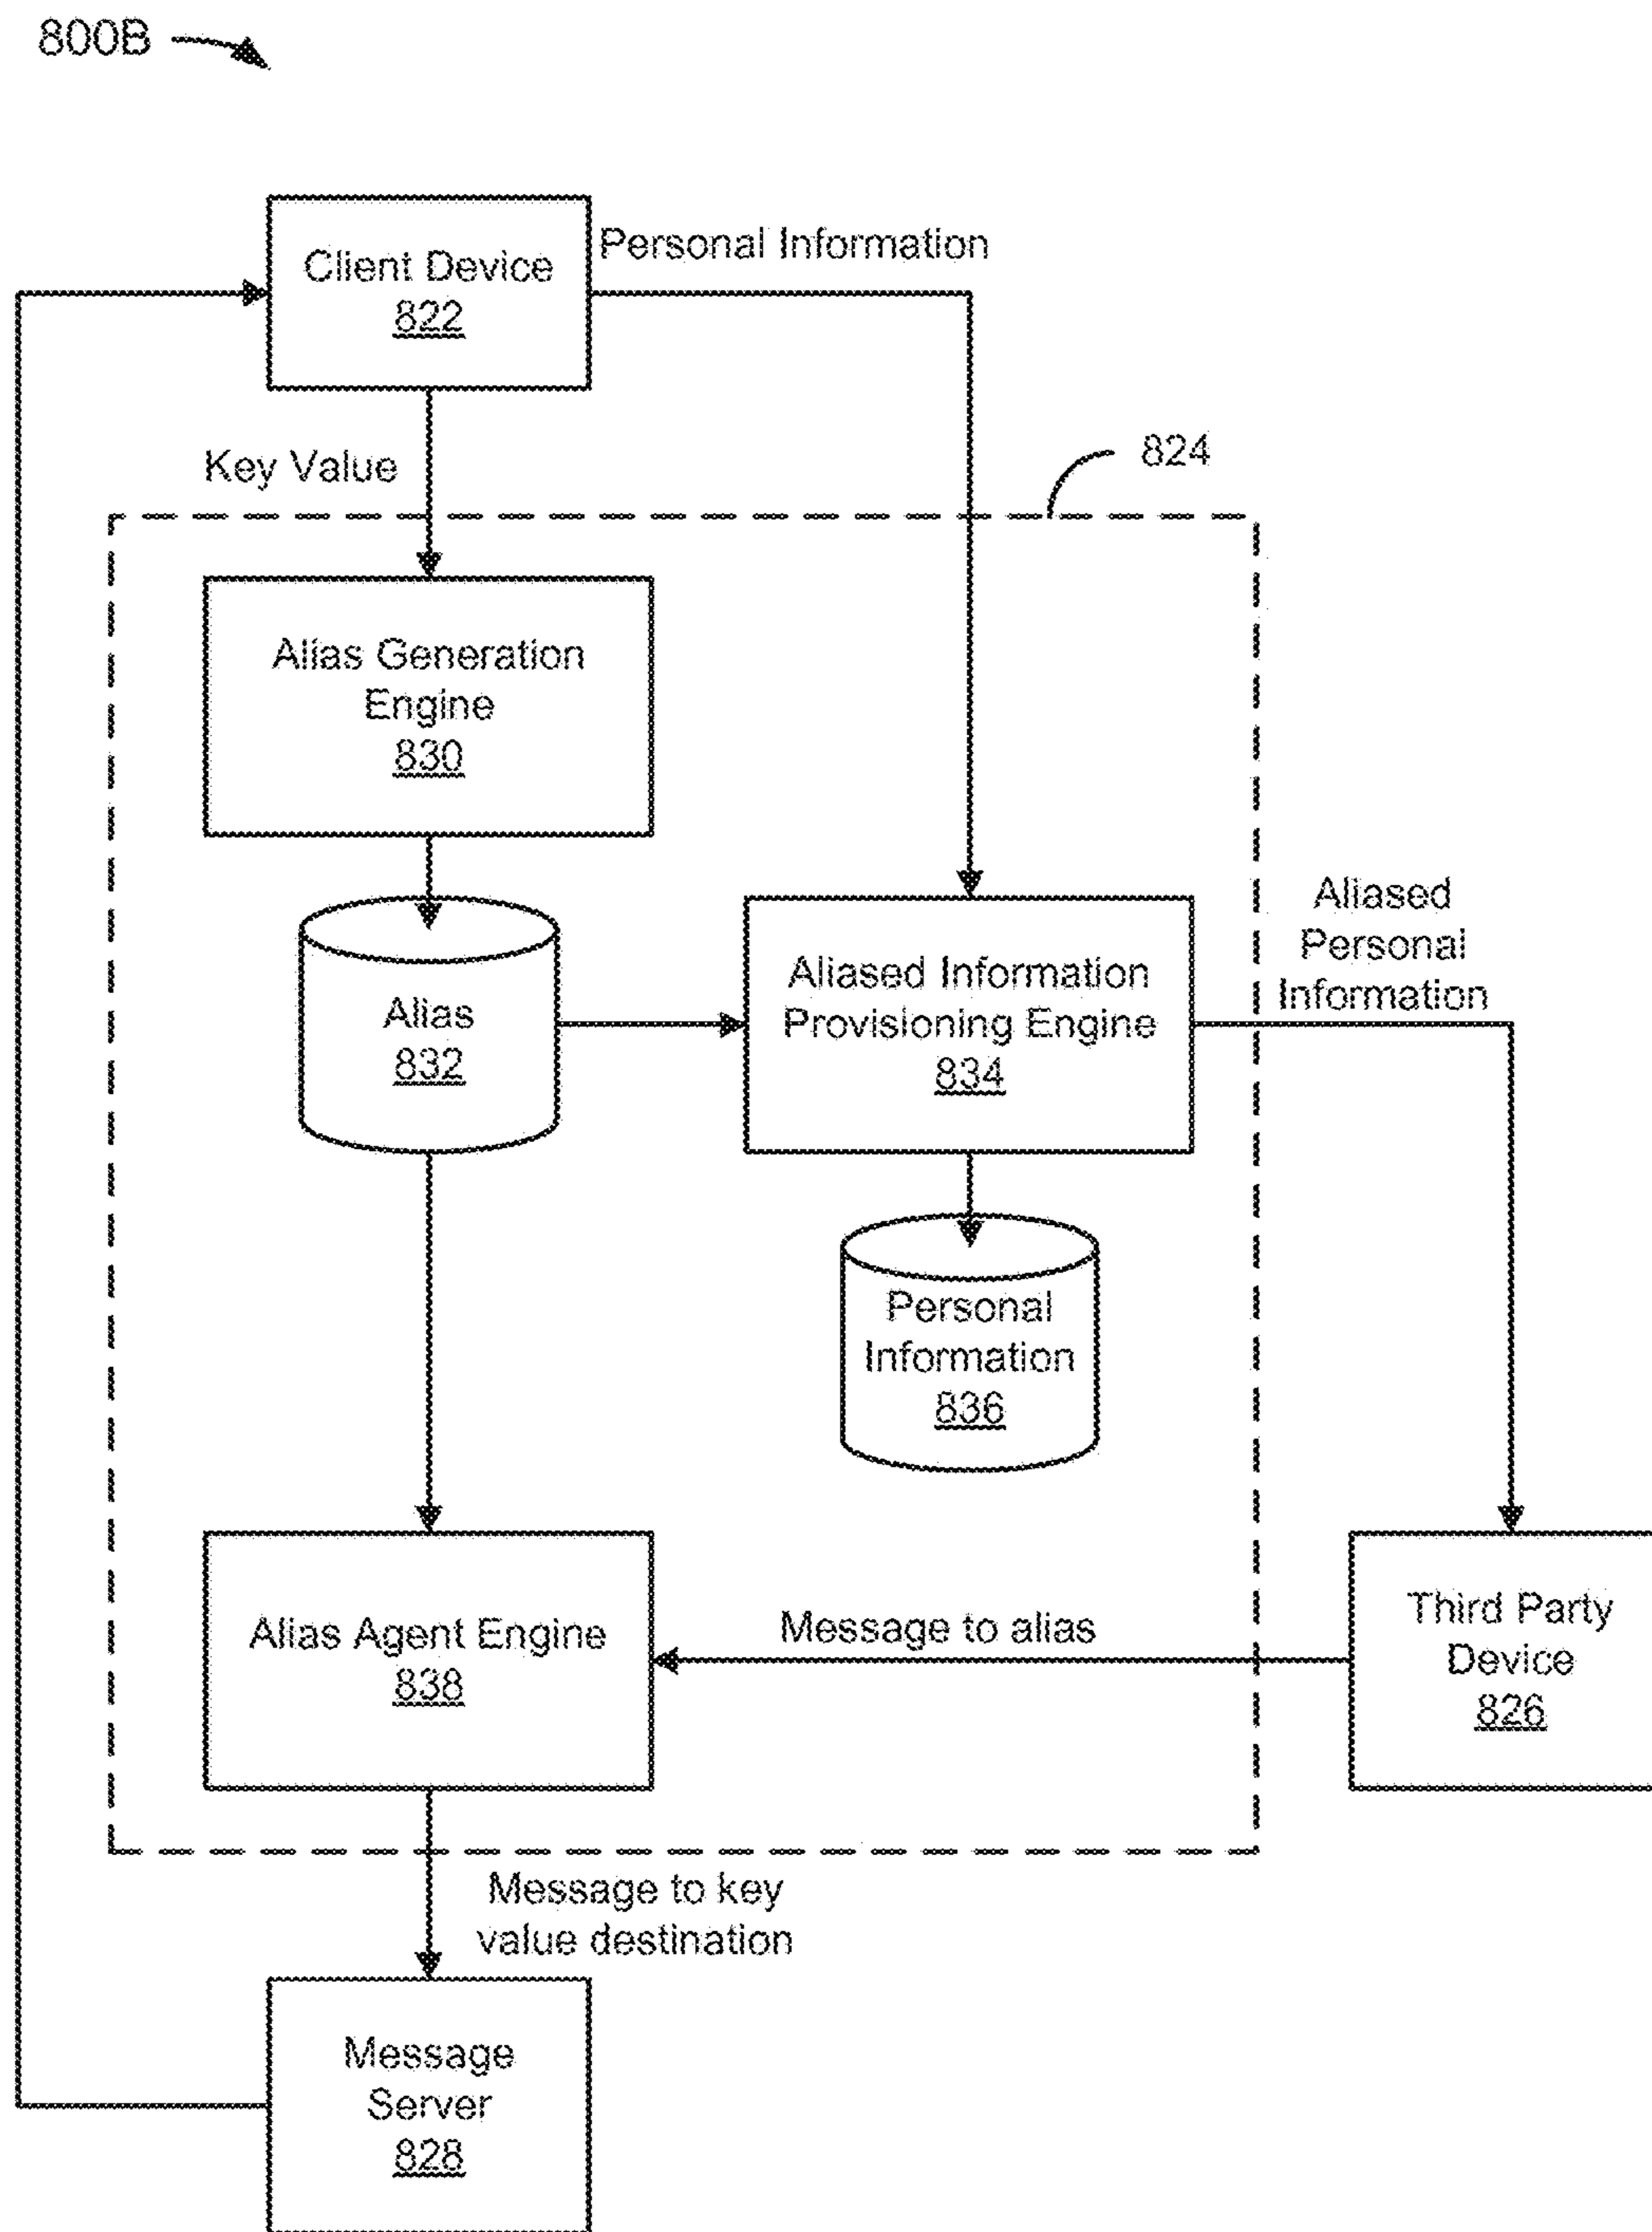 800B
Client Device
822
Personal Information
Key Value
824
Alias Generation
Engine
830
Alias
832
Aliased Information
Provisioning Engine
834
Aliased
Personal
Information
Personal
Information
836
Alias Agent Engine
838
Message to alias
Third Party
Device
826
Message to key
value destination
Message
Server
828